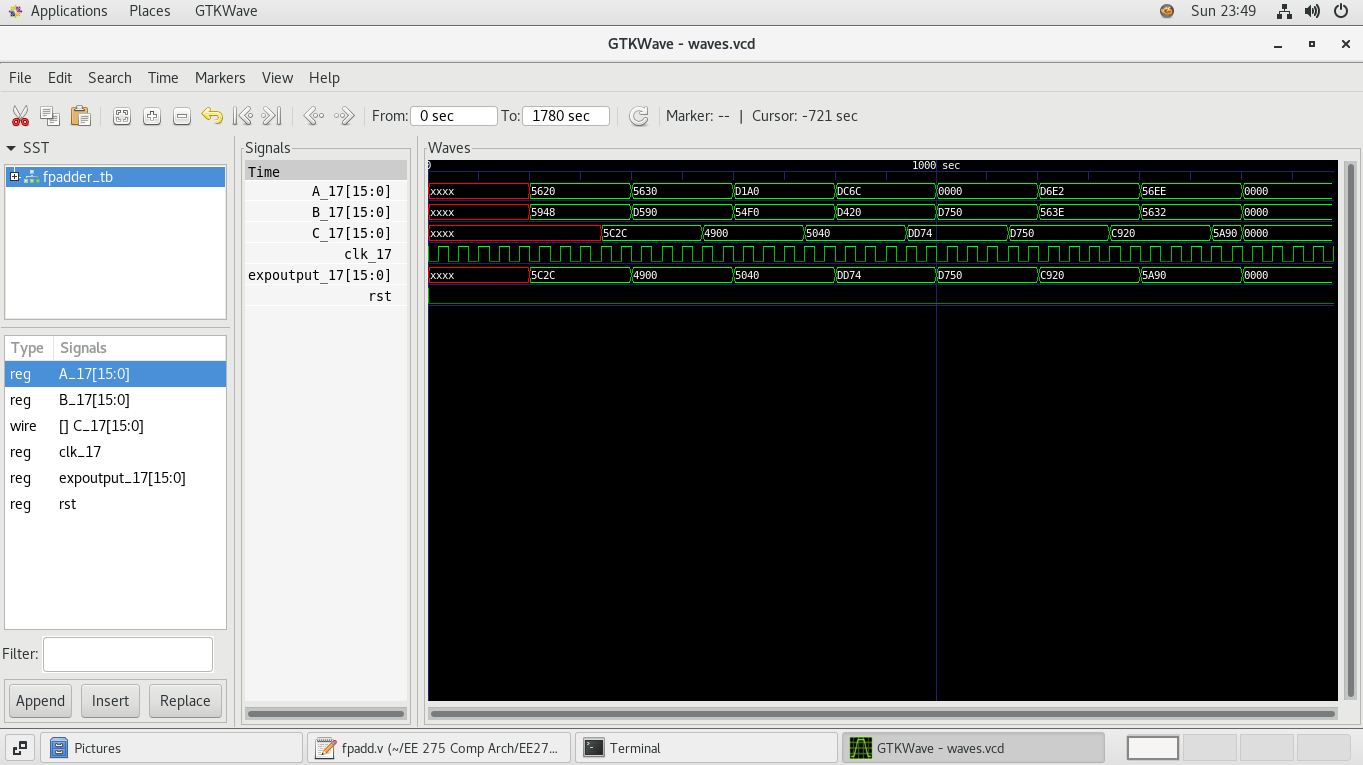 Applications Places GTKWave Sun 23:49
GTKWave - waves.vcd
File Edit Search Time Markers View Help
From: 0 sec To: 1780 sec Marker: -- | Cursor: -721 sec
SST
fpadder_tb
Type Signals
reg A_17[15:0]
reg B_17[15:0]
wire [] C_17[15:0]
reg clk_17
reg expoutput_17[15:0]
reg rst
Filter:
Append Insert Replace
Signals
Time
A_17[15:0]
B_17[15:0]
C_17[15:0]
clk_17
expoutput_17[15:0]
rst
Waves
0 1000 sec
xxxx 5620 5630 D1A0 DC6C 0000 D6E2 56EE 0000
xxxx 5948 D590 54F0 D420 D750 563E 5632 0000
xxxx 5C2C 4900 5040 DD74 D750 C920 5A90 0000
xxxx 5C2C 4900 5040 DD74 D750 C920 5A90 0000
Pictures fpadd.v (~/EE 275 Comp Arch/EE27... Terminal GTKWave - waves.vcd